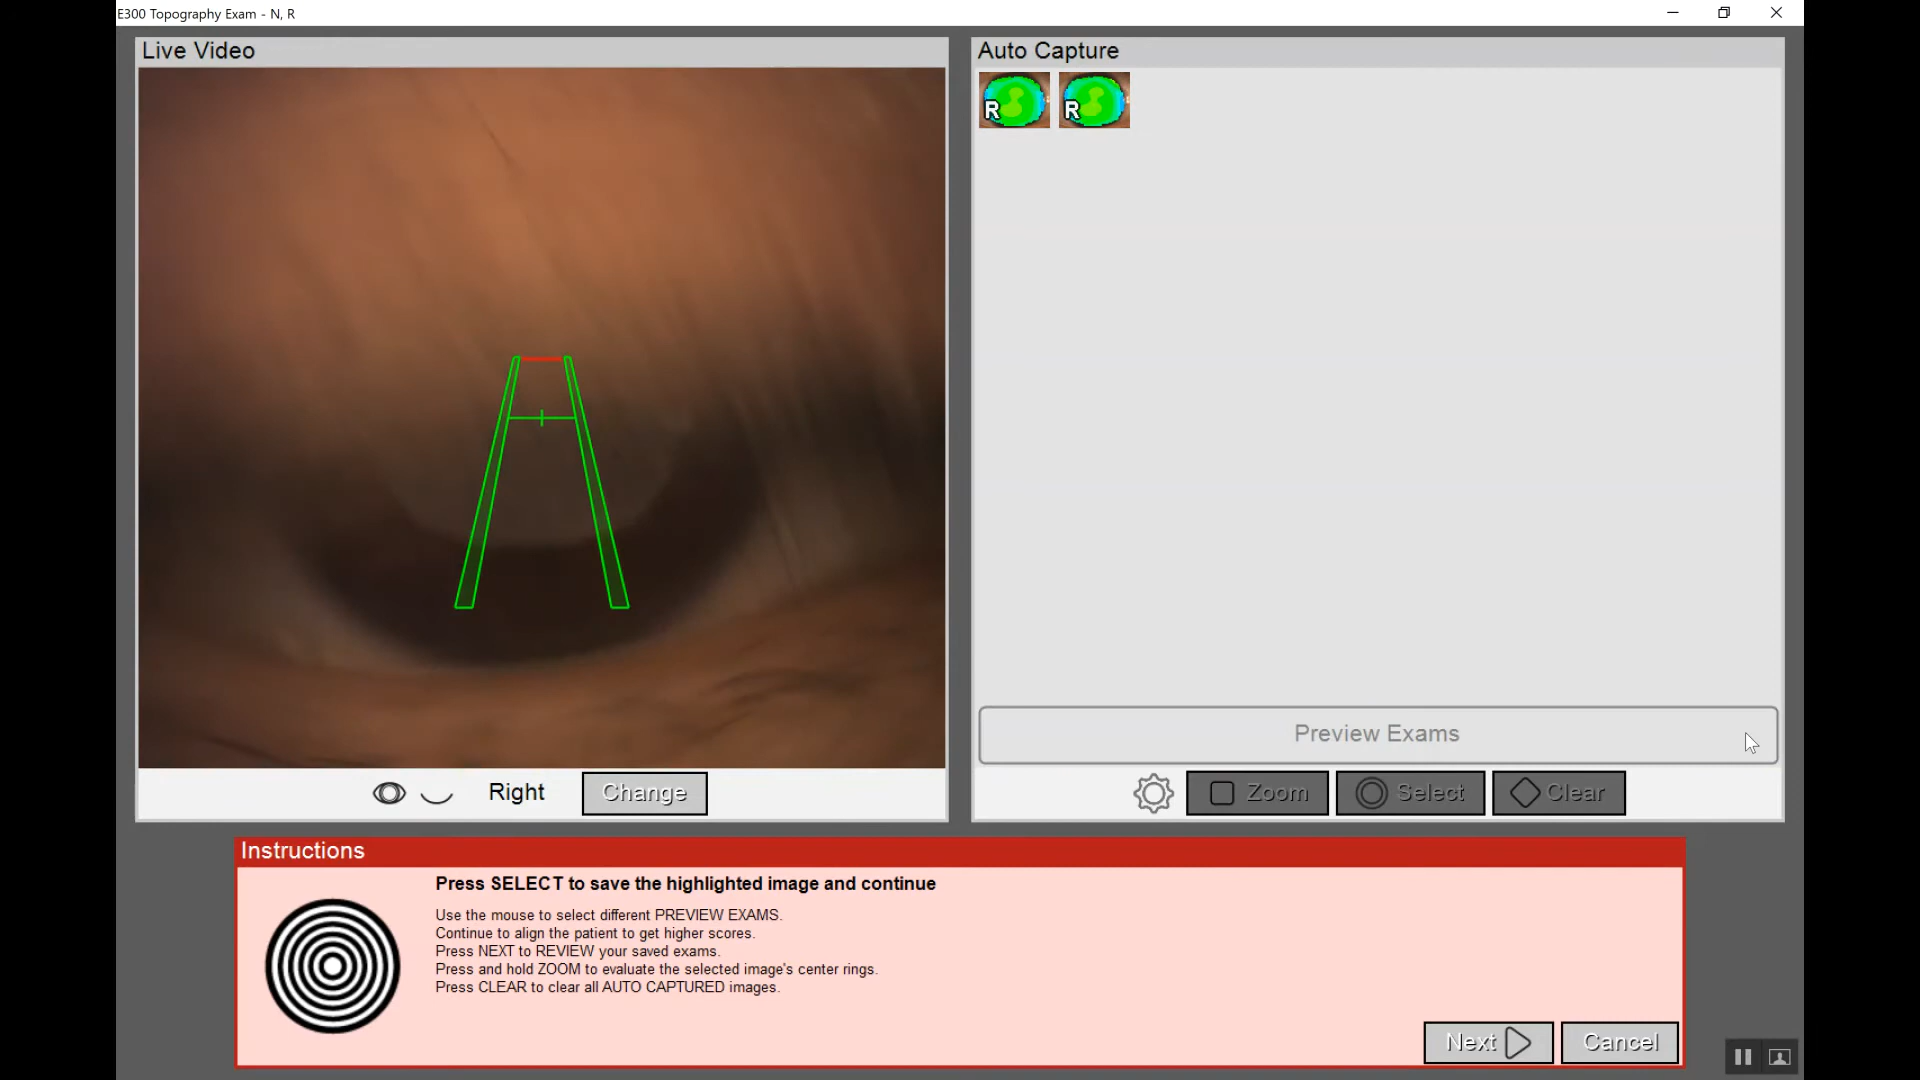 E300 Topography Exam - N, R
Live Video
Auto Capture
R
R
Preview Exams
Right
Change
Zoom
Select
Clear
Instructions
Press SELECT to save the highlighted image and continue
Use the mouse to select different PREVIEW EXAMS.
Continue to align the patient to get higher scores.
Press NEXT to REVIEW your saved exams.
Press and hold ZOOM to evaluate the selected image's center rings.
Press CLEAR to clear all AUTO CAPTURED images.
Next
Cancel